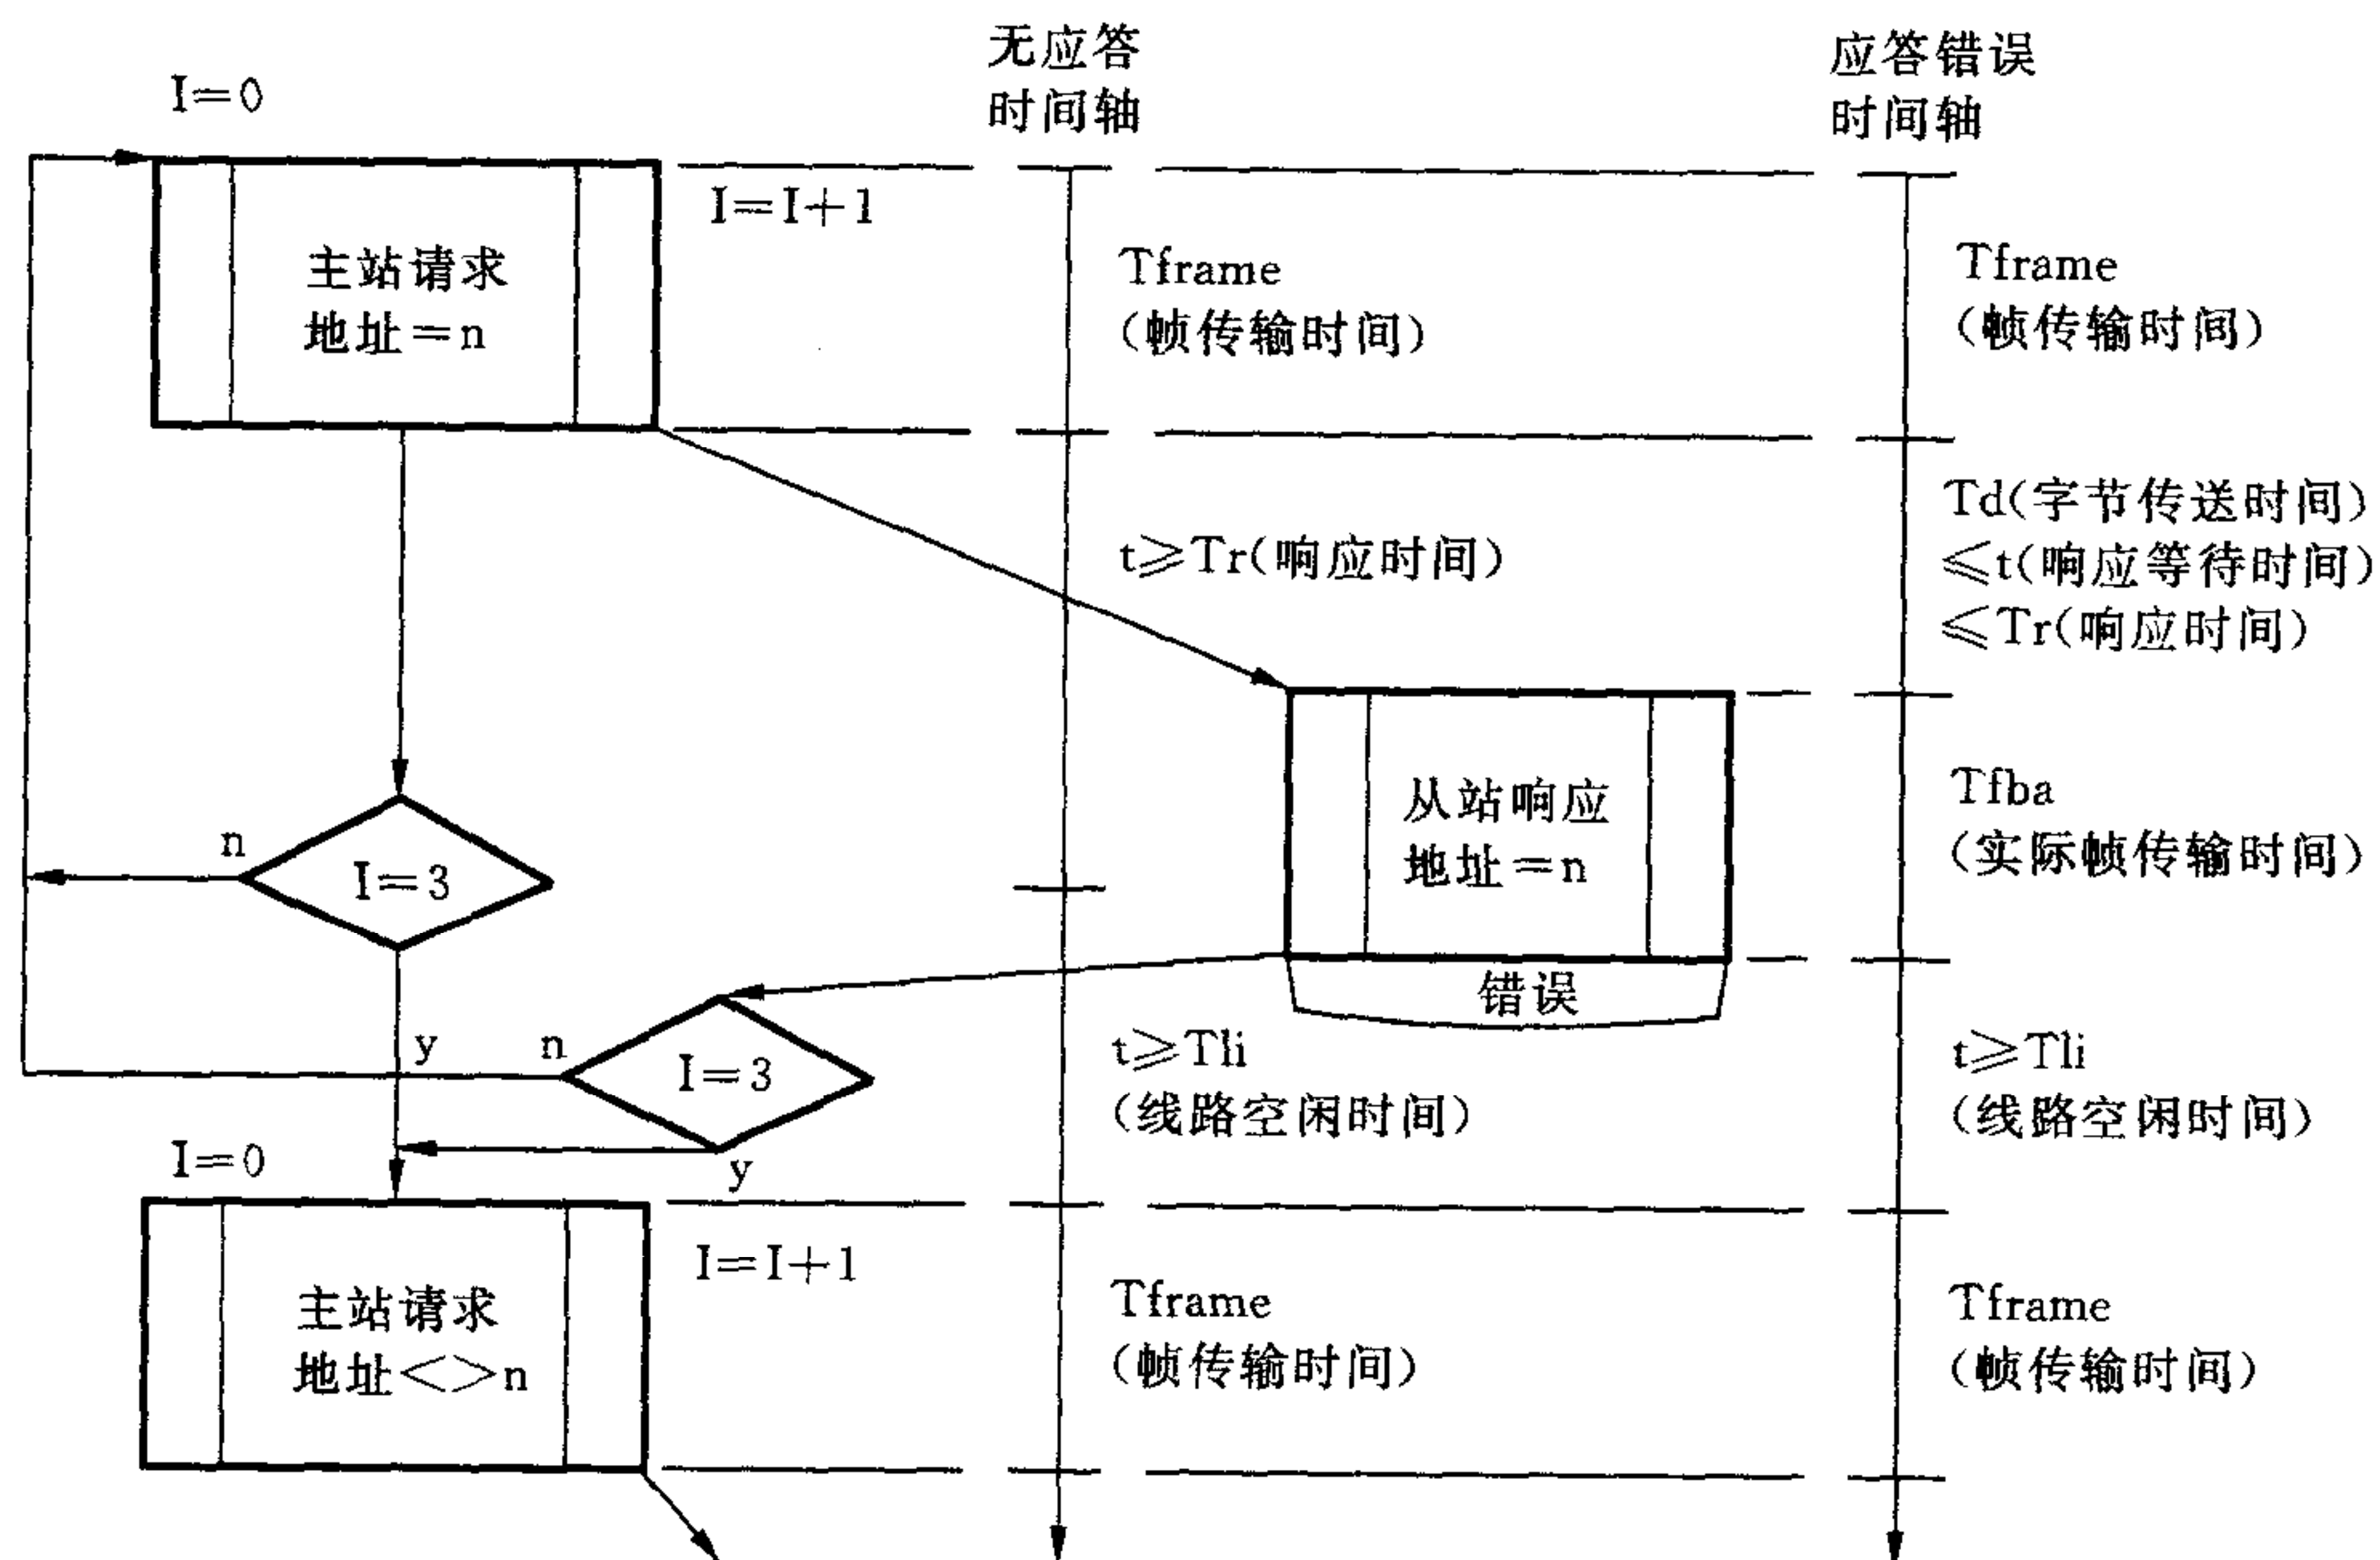 无应答
时间轴
应答错误
时间轴
I=0
I=I+1
主站请求
地址=n
Tframe
(帧传输时间)
Tframe
(帧传输时间)
t≥Tr(响应时间)
Td(字节传送时间)
≤t(响应等待时间)
≤Tr(响应时间)
从站响应
地址=n
Tfba
(实际帧传输时间)
n
I=3
y
错误
n
I=3
y
t≥Tli
(线路空闲时间)
t≥Tli
(线路空闲时间)
I=0
I=I+1
主站请求
地址<>n
Tframe
(帧传输时间)
Tframe
(帧传输时间)